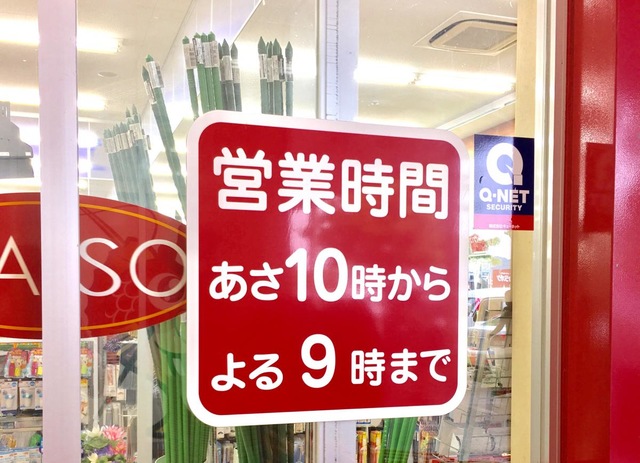 営業時間
あさ10時から
よる9時まで
ASO
Q
Q·NET
SECURITY